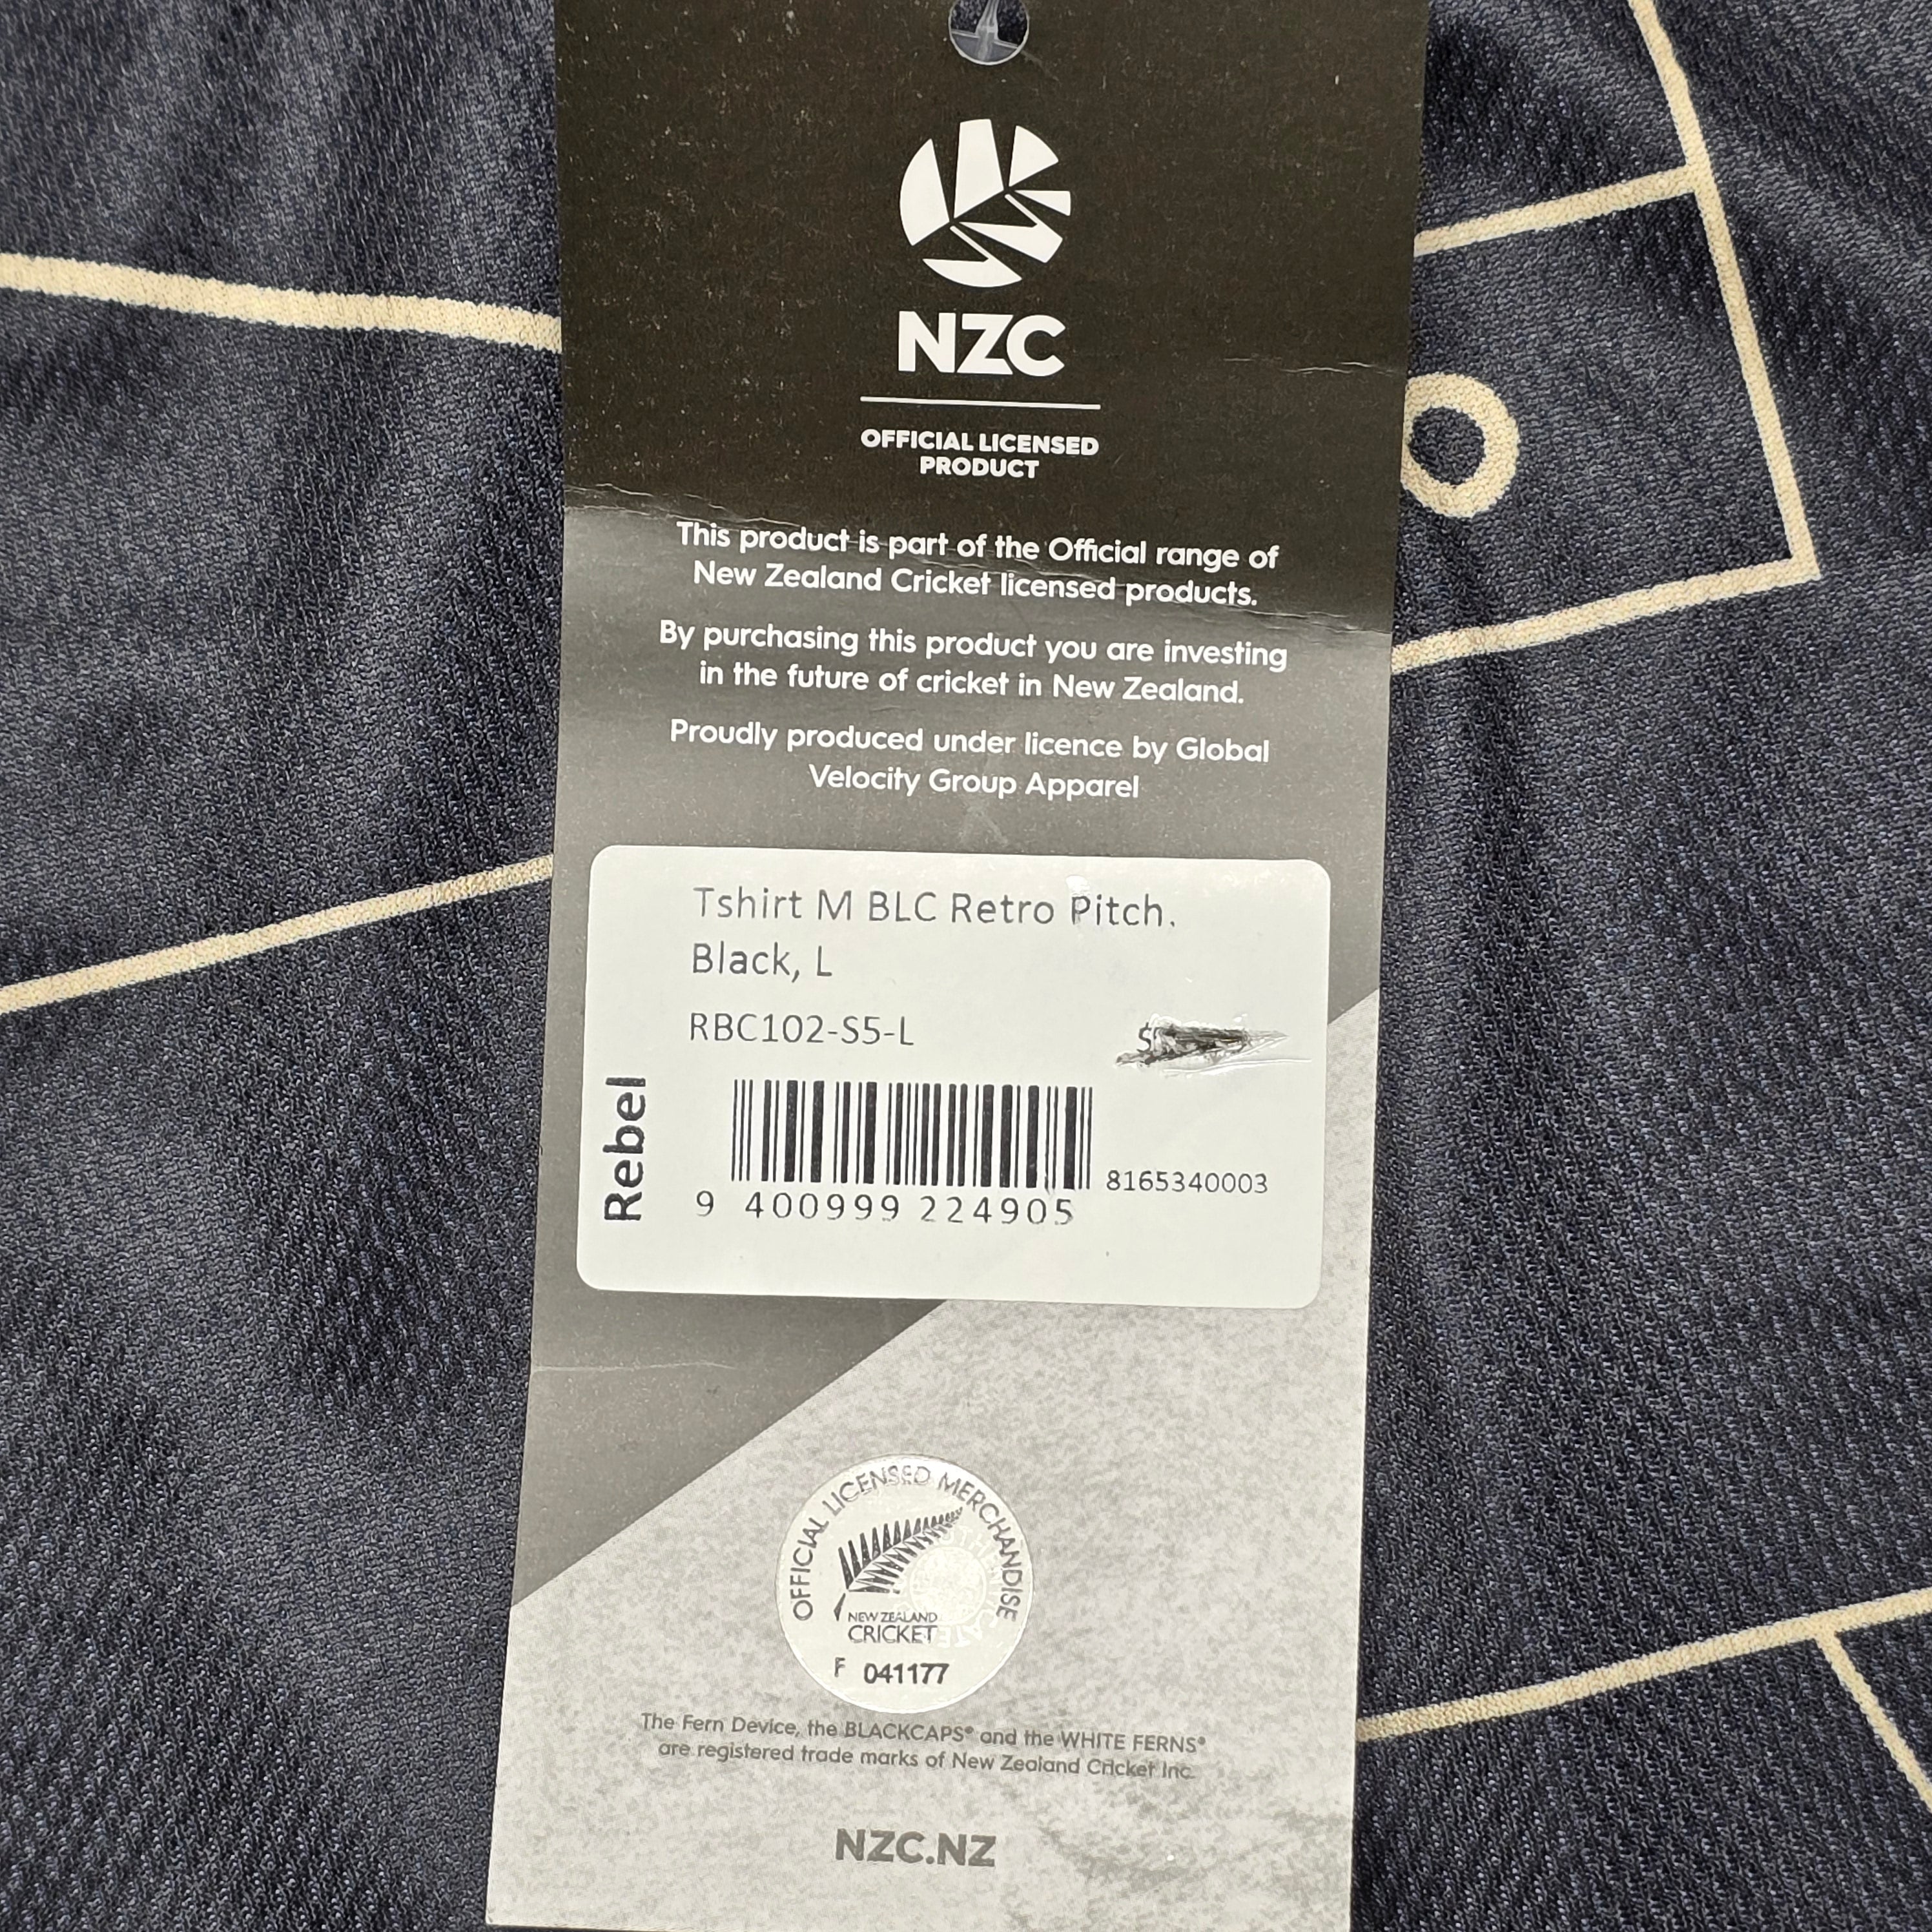 NZC
OFFICIAL LICENSED
PRODUCT
This product is part of the Official range of
New Zealand Cricket licensed products.
By purchasing this product you are investing
in the future of cricket in New Zealand.
Proudly produced under licence by Global
Velocity Group Apparel
Tshirt M BLC Retro Pitch.
Black, L
RBC102-S5-L
Rebel
8165340003
9 400999 224905
OFFICIAL LICENSED MERCHANDISE
NEW ZEALAND
CRICKET
F 041177
The Fern Device, the BLACKCAPS® and the WHITE FERNS®
are registered trade marks of New Zealand Cricket Inc.
NZC.NZ